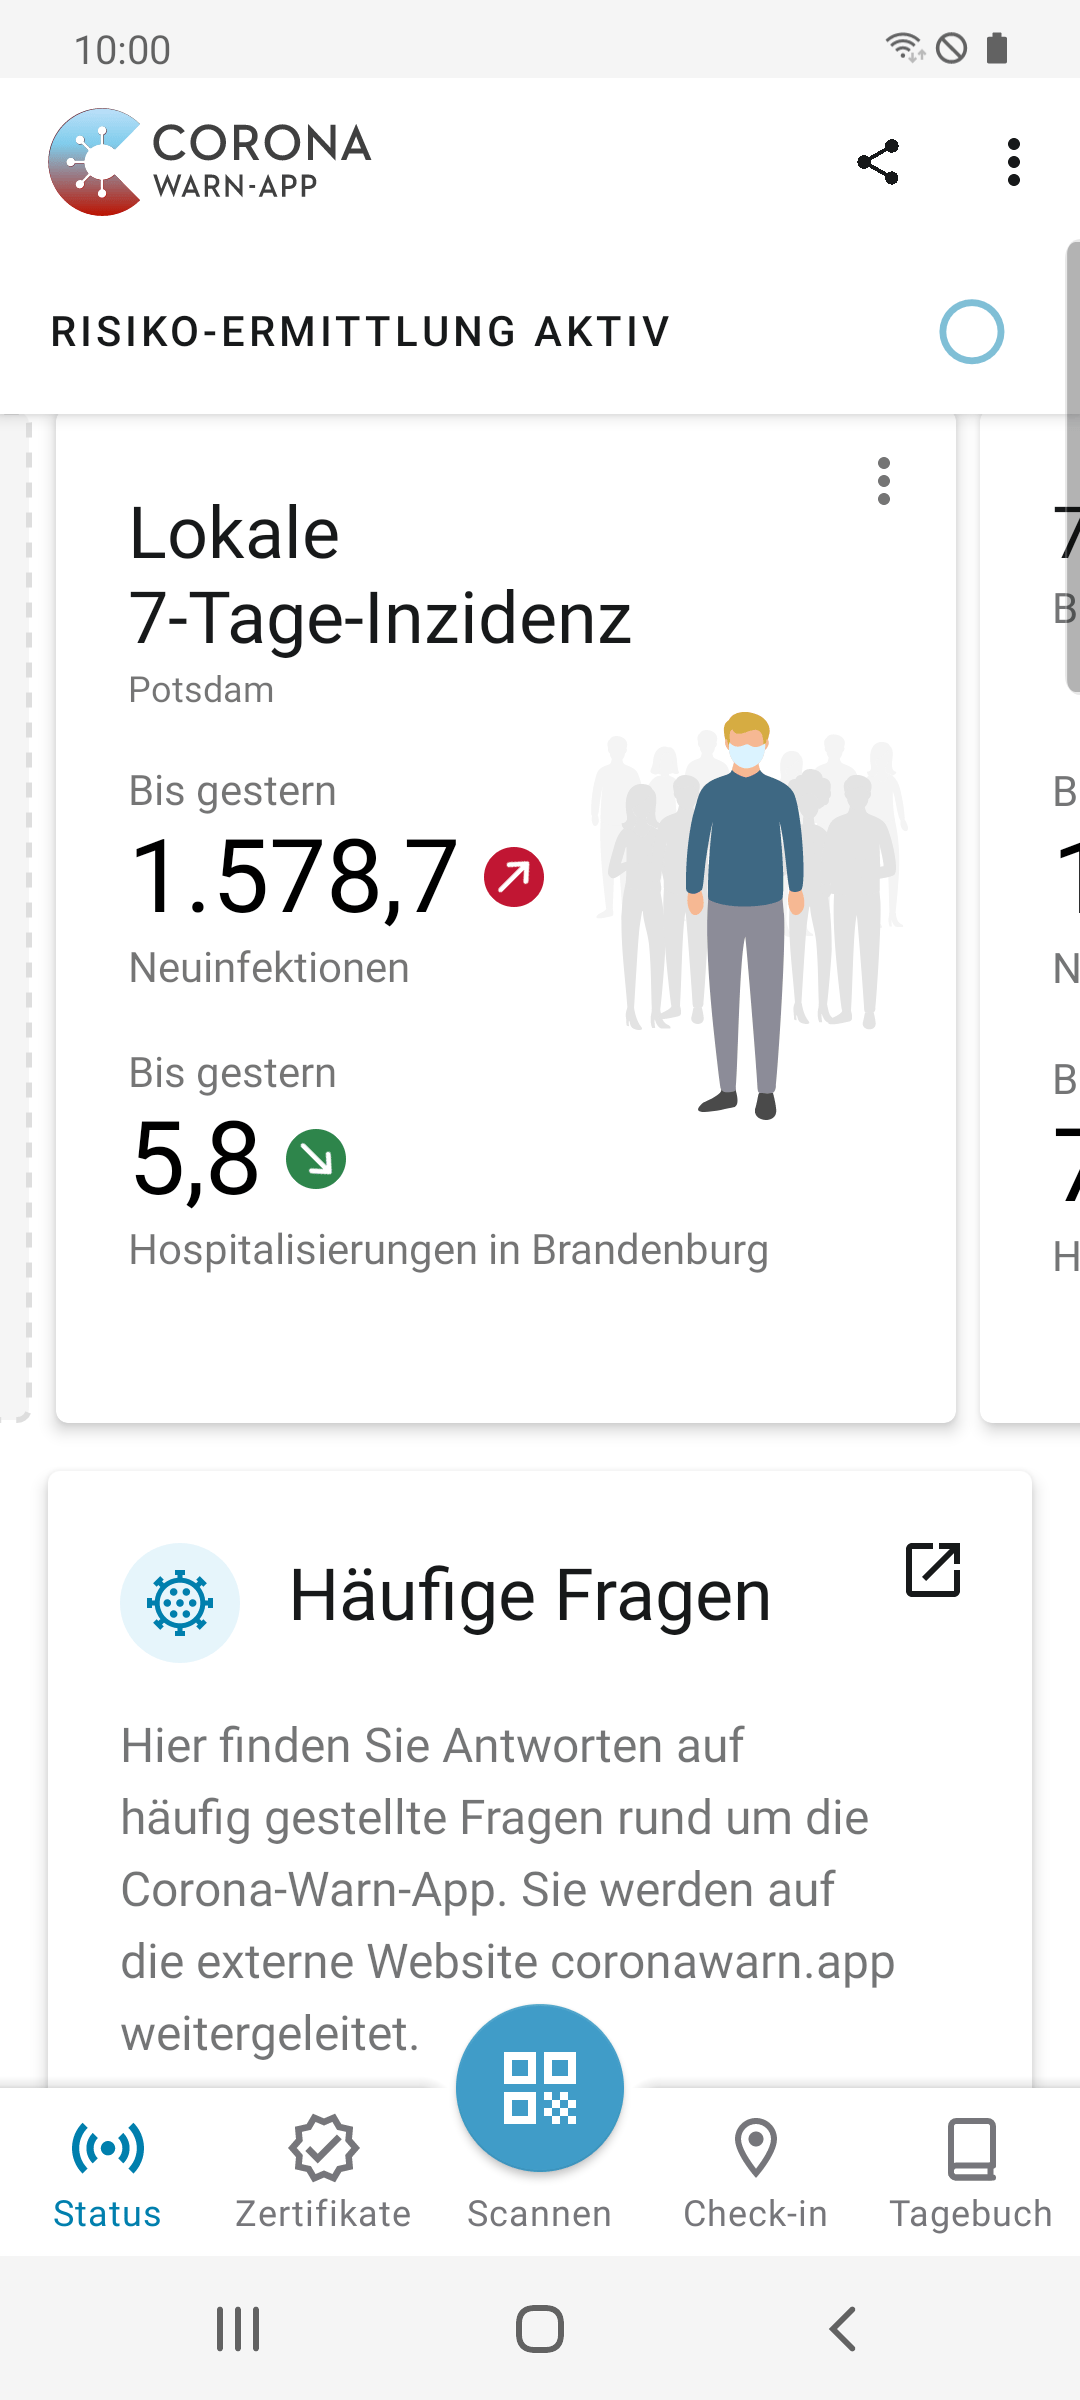 10:00
CORONA
WARN-APP
RISIKO-ERMITTLUNG AKTIV
Lokale
7-Tage-Inzidenz
Potsdam
Bis gestern
1.578,7
Neuinfektionen
Bis gestern
5,8
Hospitalisierungen in Brandenburg
Häufige Fragen
Hier finden Sie Antworten auf
häufig gestellte Fragen rund um die
Corona-Warn-App. Sie werden auf
die externe Website coronawarn.app
weitergeleitet.
Status
Zertifikate
Scannen
Check-in
Tagebuch